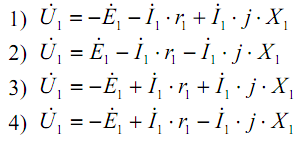 1) U̇₁ = −Ė₁ − İ₁ · r₁ + İ₁ · j · X₁
2) U̇₁ = Ė₁ − İ₁ · r₁ − İ₁ · j · X₁
3) U̇₁ = −Ė₁ + İ₁ · r₁ + İ₁ · j · X₁
4) U̇₁ = −Ė₁ + İ₁ · r₁ − İ₁ · j · X₁